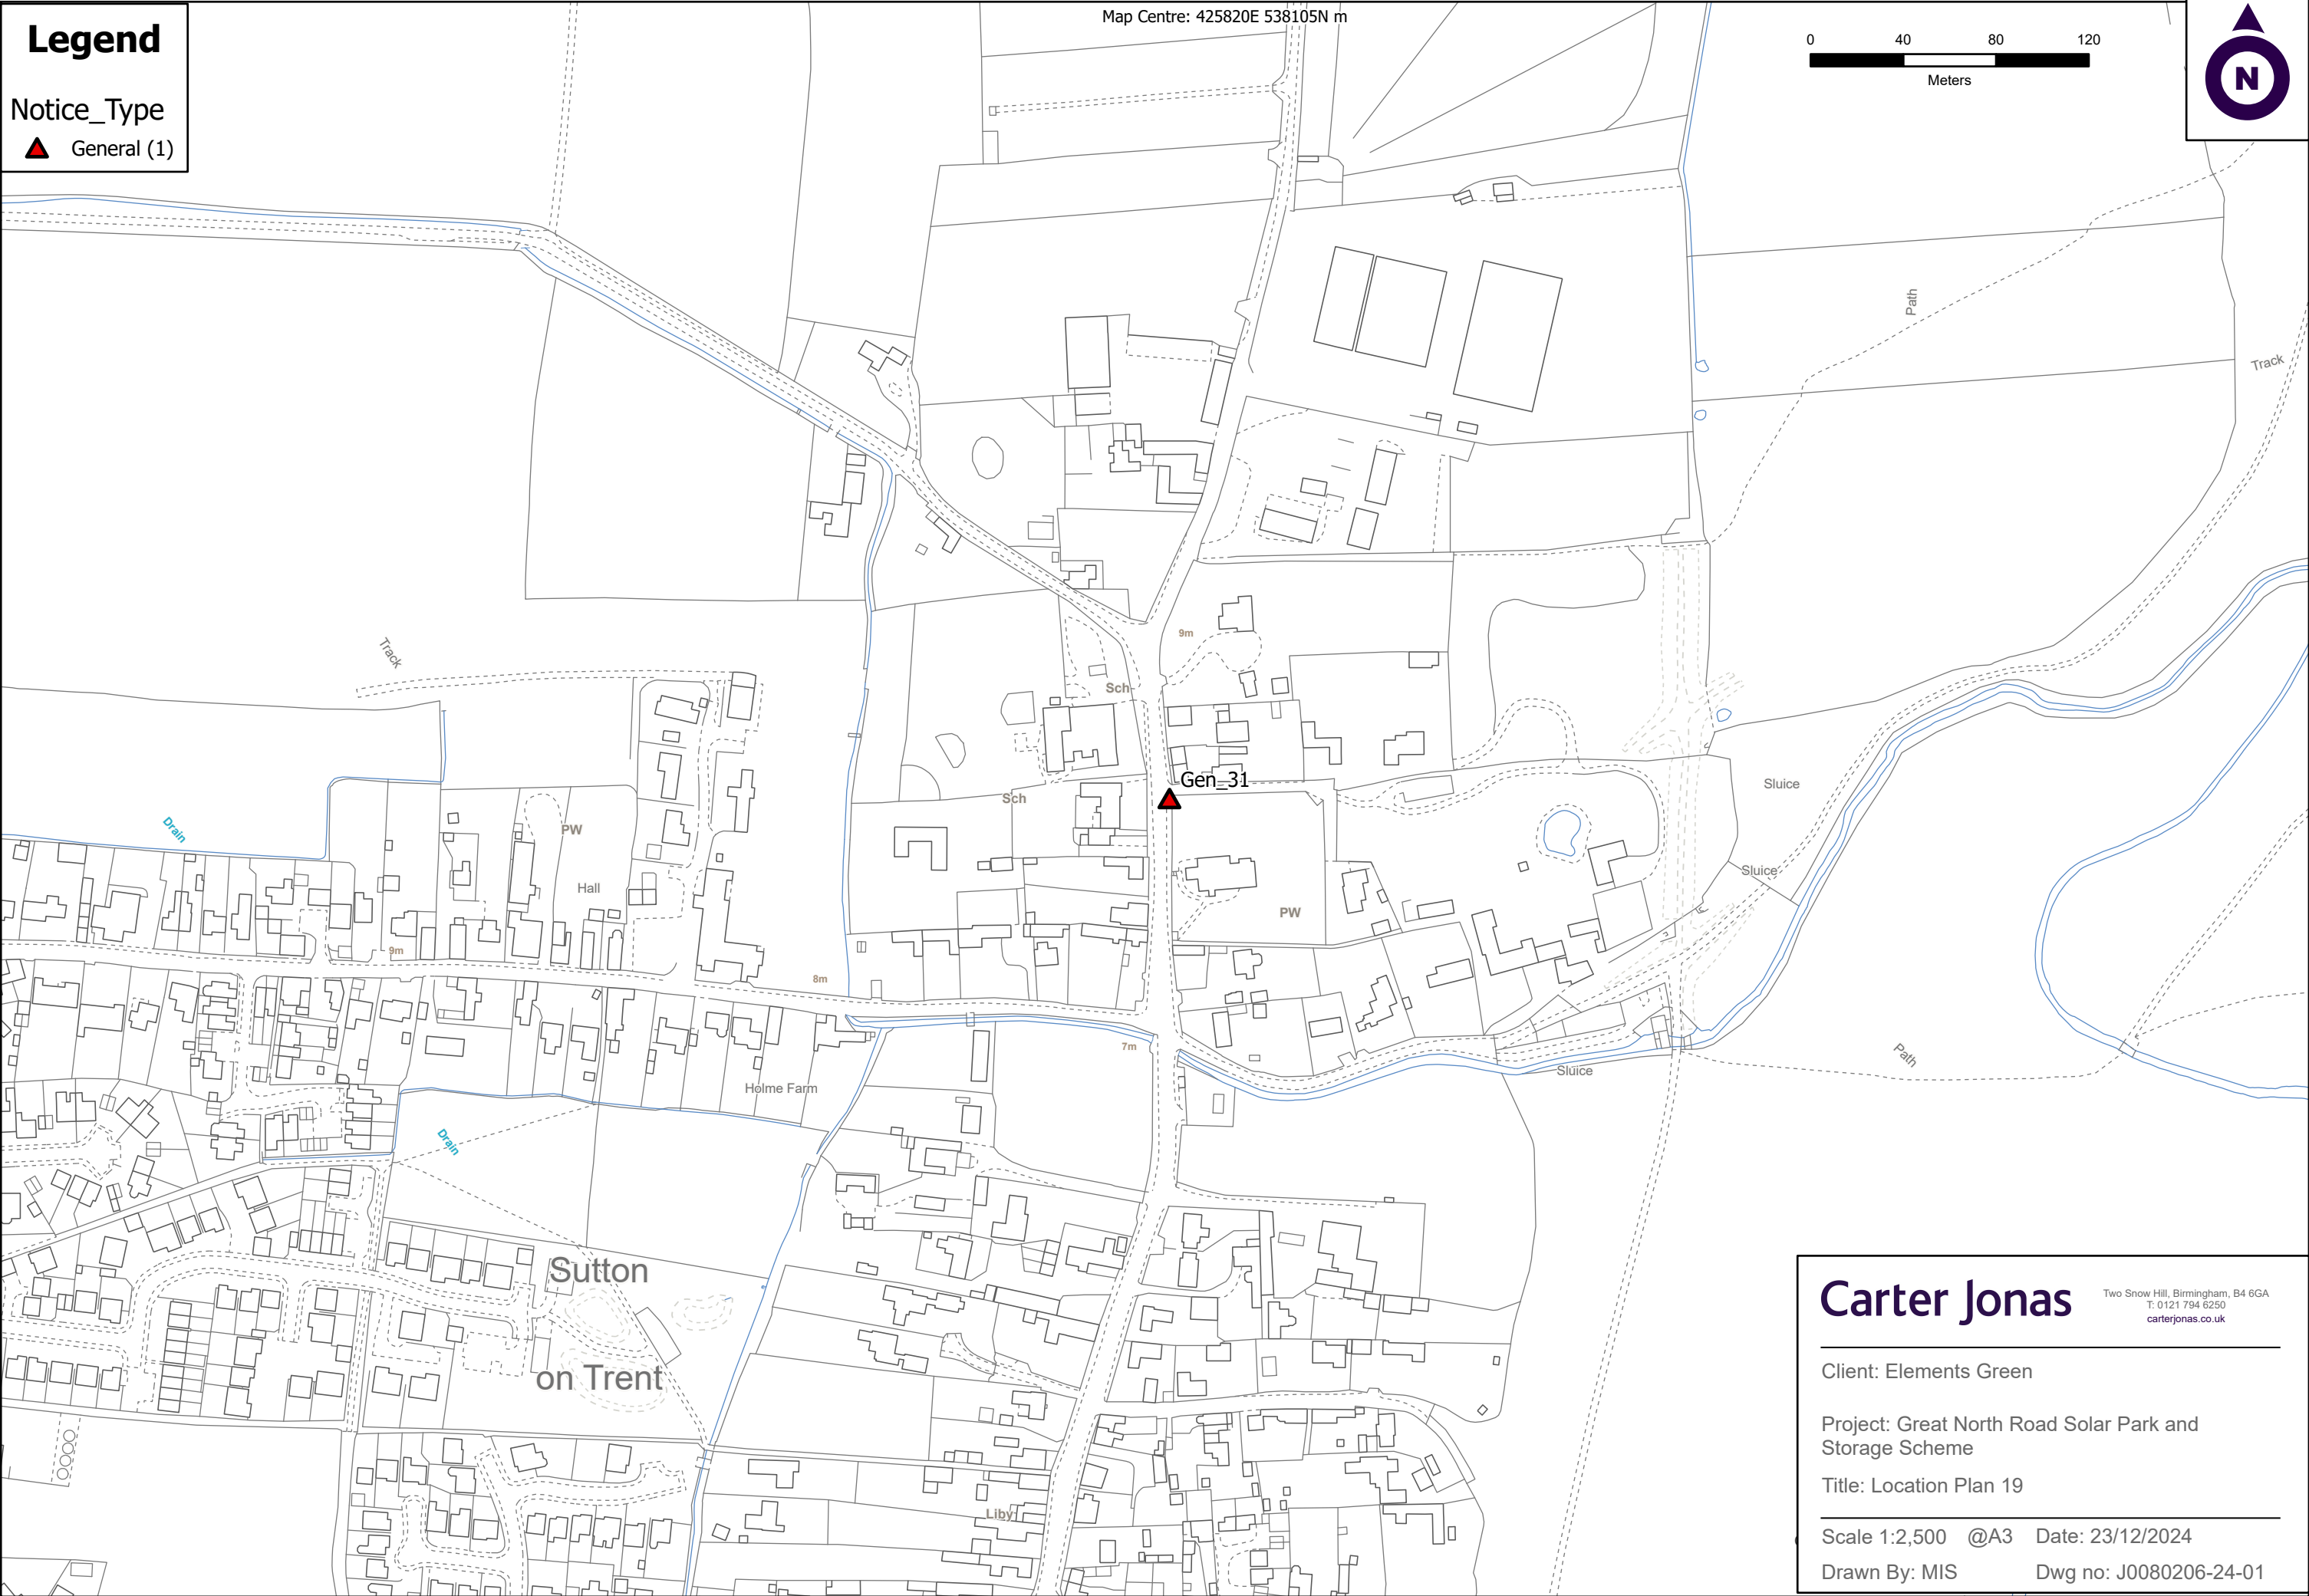 Map Centre: 425820E 538105N m
Legend
Notice_Type
General (1)
0 40 80 120
Meters
N
Path
Track
Track
9m
Sch
Gen_31
Sch
Sluice
Drain
PW
Hall
Sluice
PW
9m
8m
7m
Path
Sluice
Holme Farm
Drain
Sutton
on Trent
Liby
Carter Jonas
Two Snow Hill, Birmingham, B4 6GA
T: 0121 794 6250
carterjonas.co.uk
Client: Elements Green
Project: Great North Road Solar Park and
Storage Scheme
Title: Location Plan 19
Scale 1:2,500 @A3 Date: 23/12/2024
Drawn By: MIS Dwg no: J0080206-24-01